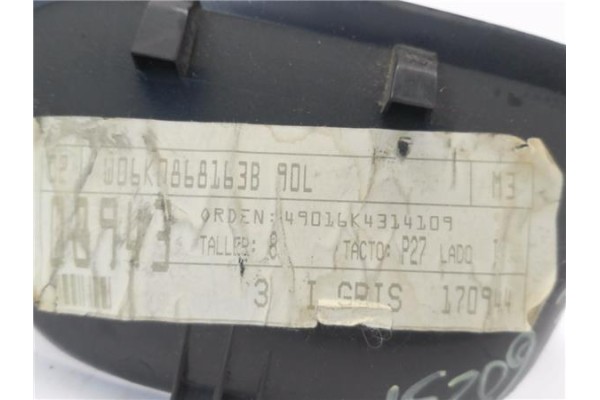 W06K0868163B 90L M3
ORDEN:49016K4314109
TALLER: 8 TACTO: P27 LADO
3 I GRIS 170944